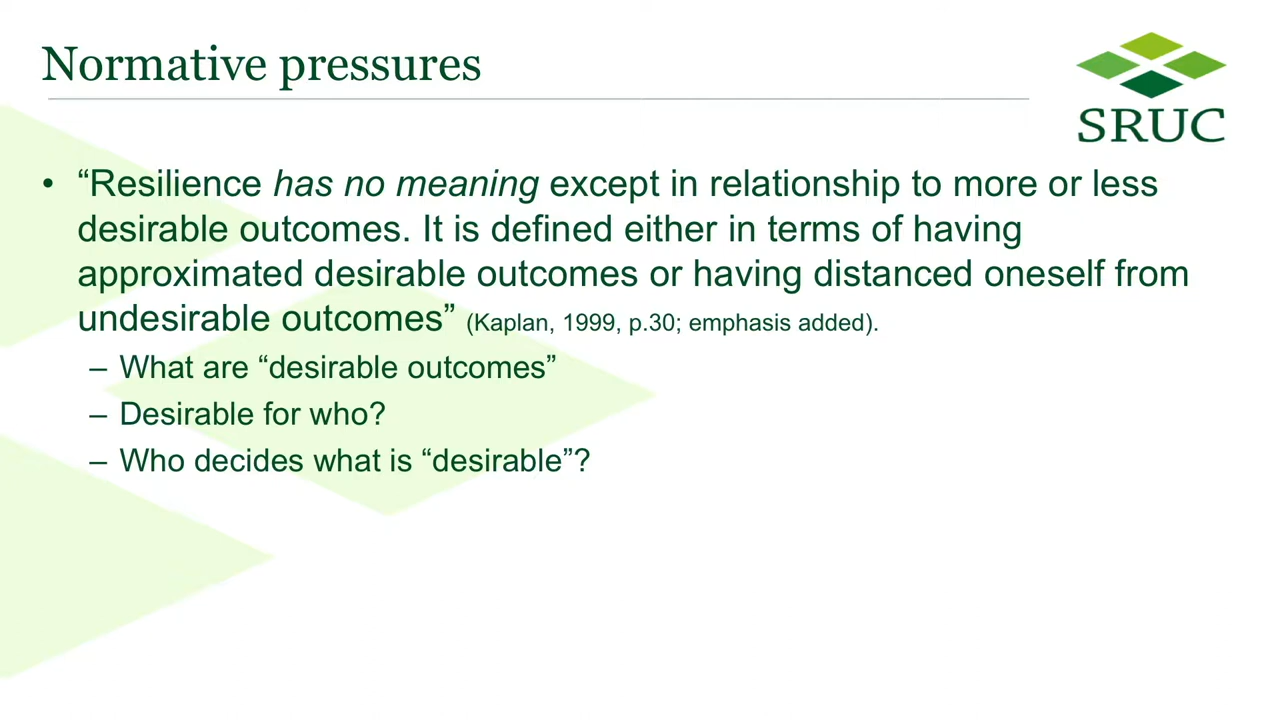 Normative pressures
SRUC
• “Resilience has no meaning except in relationship to more or less
desirable outcomes. It is defined either in terms of having
approximated desirable outcomes or having distanced oneself from
undesirable outcomes” (Kaplan, 1999, p.30; emphasis added).
– What are “desirable outcomes”
– Desirable for who?
– Who decides what is “desirable”?